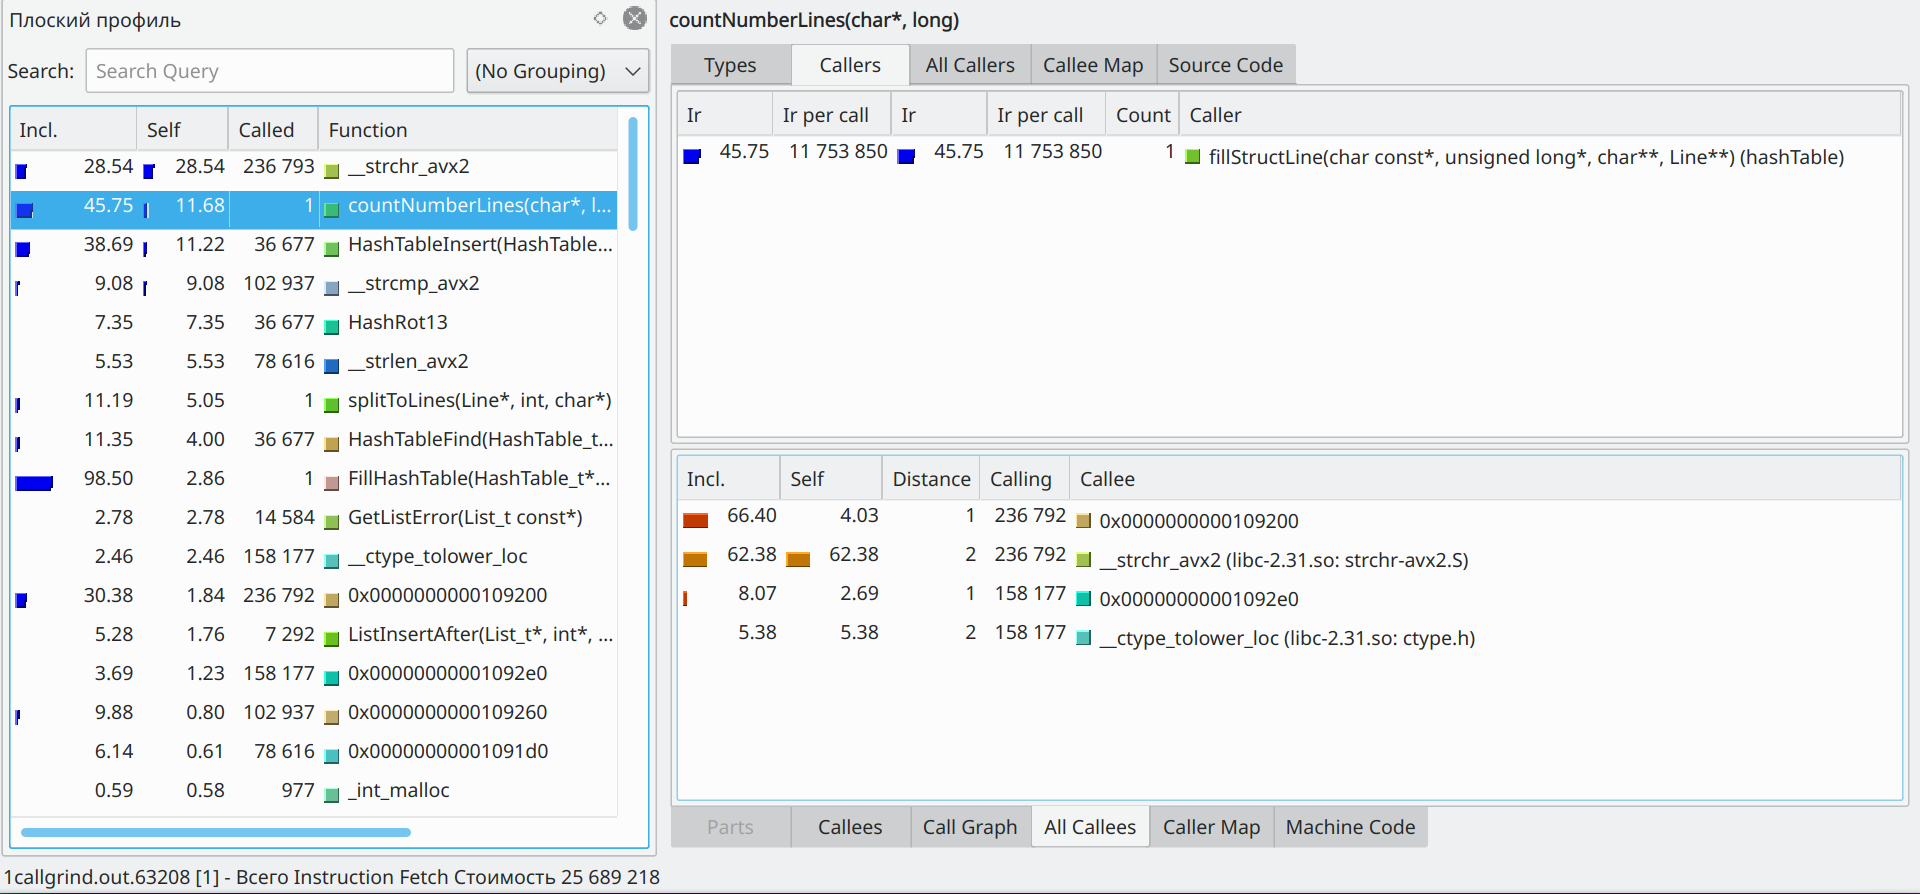 Плоский профиль
Search: Search Query (No Grouping)
Incl. Self Called Function
28.54 28.54 236 793 __strchr_avx2
45.75 11.68 1 countNumberLines(char*, l...
38.69 11.22 36 677 HashTableInsert(HashTable...
9.08 9.08 102 937 __strcmp_avx2
7.35 7.35 36 677 HashRot13
5.53 5.53 78 616 __strlen_avx2
11.19 5.05 1 splitToLines(Line*, int, char*)
11.35 4.00 36 677 HashTableFind(HashTable_t...
98.50 2.86 1 FillHashTable(HashTable_t*...
2.78 2.78 14 584 GetListError(List_t const*)
2.46 2.46 158 177 __ctype_tolower_loc
30.38 1.84 236 792 0x0000000000109200
5.28 1.76 7 292 ListInsertAfter(List_t*, int*, ...
3.69 1.23 158 177 0x00000000001092e0
9.88 0.80 102 937 0x0000000000109260
6.14 0.61 78 616 0x00000000001091d0
0.59 0.58 977 _int_malloc
countNumberLines(char*, long)
Types Callers All Callers Callee Map Source Code
Ir Ir per call Ir Ir per call Count Caller
45.75 11 753 850 45.75 11 753 850 1 fillStructLine(char const*, unsigned long*, char**, Line**) (hashTable)
Incl. Self Distance Calling Callee
66.40 4.03 1 236 792 0x0000000000109200
62.38 62.38 2 236 792 __strchr_avx2 (libc-2.31.so: strchr-avx2.S)
8.07 2.69 1 158 177 0x00000000001092e0
5.38 5.38 2 158 177 __ctype_tolower_loc (libc-2.31.so: ctype.h)
Parts Callees Call Graph All Callees Caller Map Machine Code
1callgrind.out.63208 [1] - Всего Instruction Fetch Стоимость 25 689 218